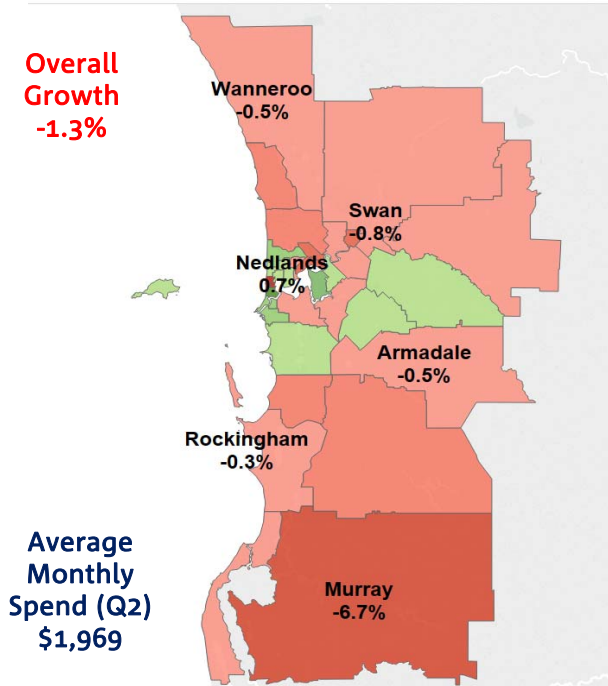 Overall
Growth
-1.3%
Wanneroo
-0.5%
Swan
-0.8%
Nedlands
0.7%
Armadale
-0.5%
Rockingham
-0.3%
Average
Monthly
Spend (Q2)
$1,969
Murray
-6.7%